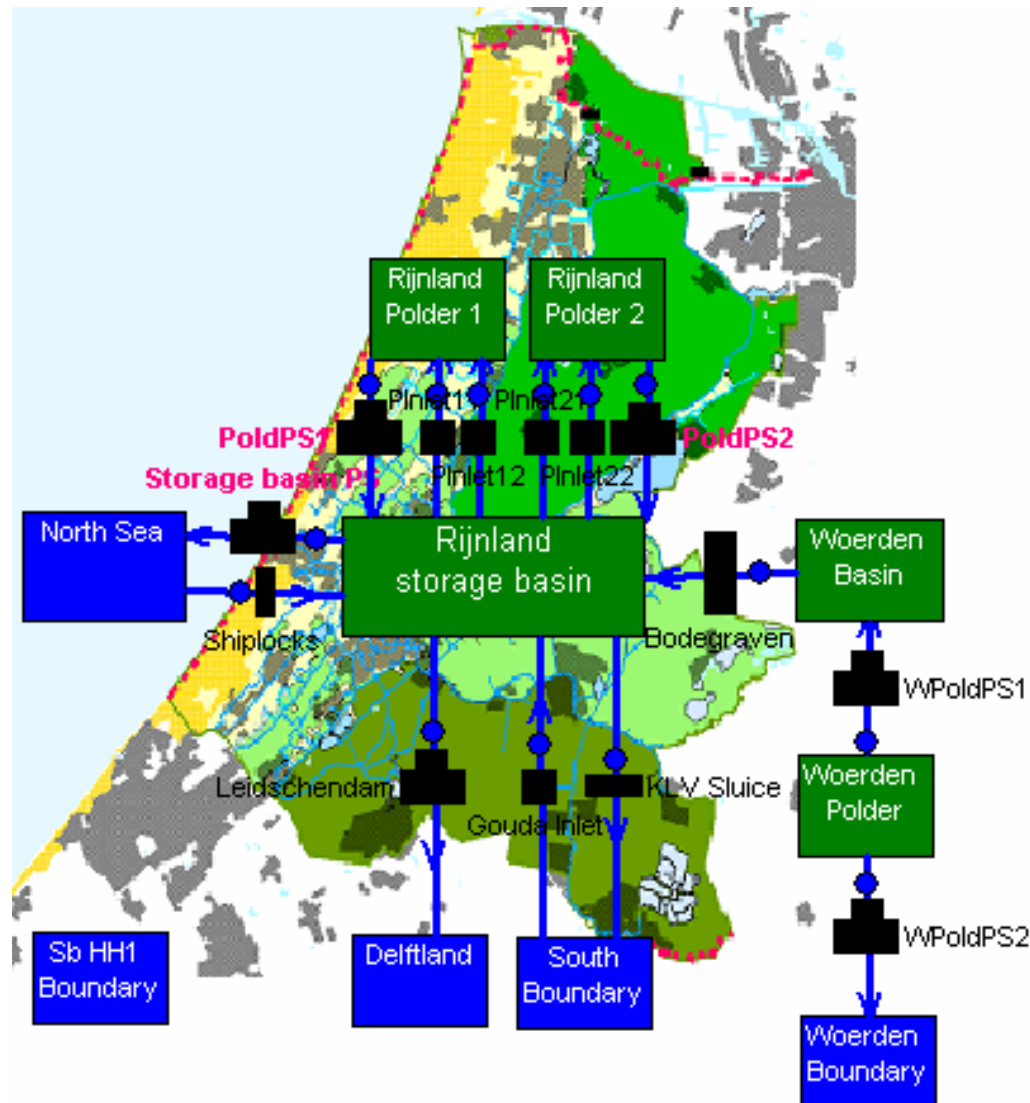 Rijnland
Polder 1
Rijnland
Polder 2
PInlet11
PInlet21
PoldPS1
PoldPS2
PInlet12
PInlet22
Storage basin PS
North Sea
Rijnland
storage basin
Woerden
Basin
Shiplocks
Bodegraven
WPoldPS1
Leidschendam
KLV Sluice
Gouda Inlet
Woerden
Polder
Sb HH1
Boundary
Delftland
South
Boundary
WPoldPS2
Woerden
Boundary